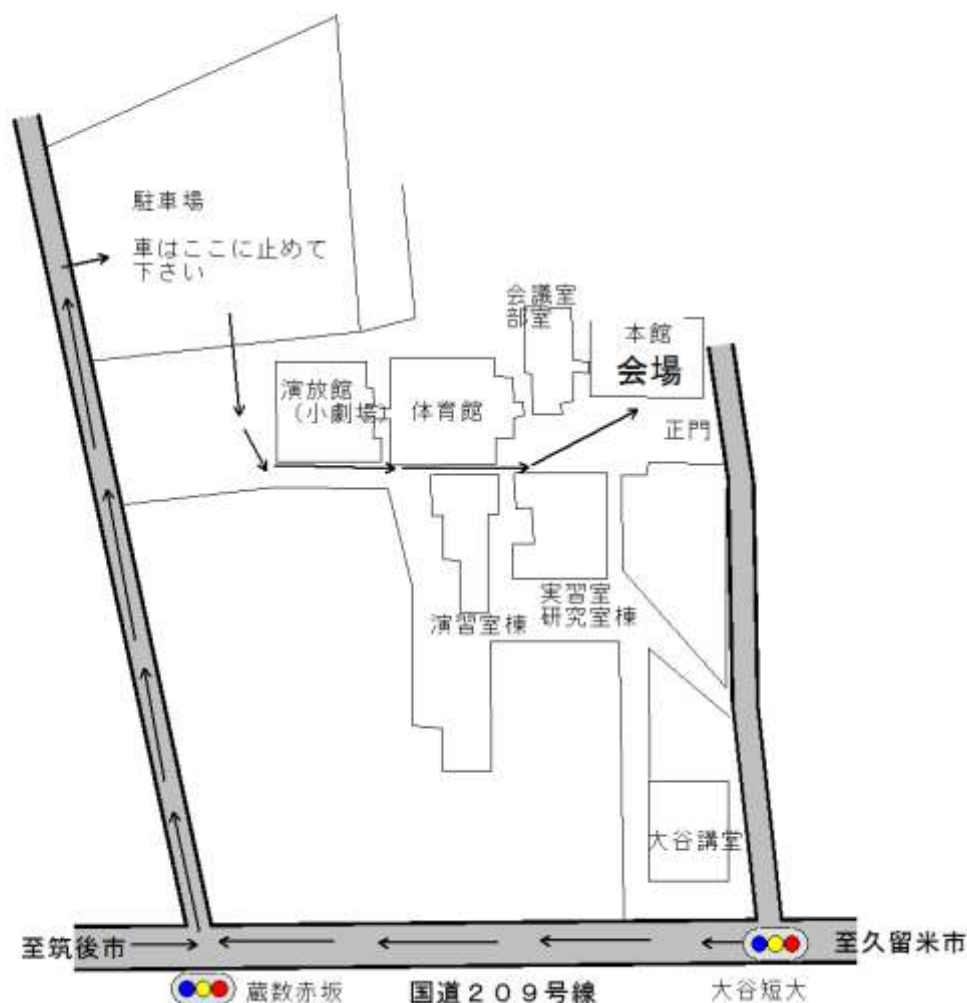 駐車場
車はここに止めて
下さい
会議室
部室
本館
会場
演放館
（小劇場）
体育館
正門
実習室
研究室棟
演習室棟
大谷講堂
至筑後市
至久留米市
蔵数赤坂
国道２０９号線
大谷短大